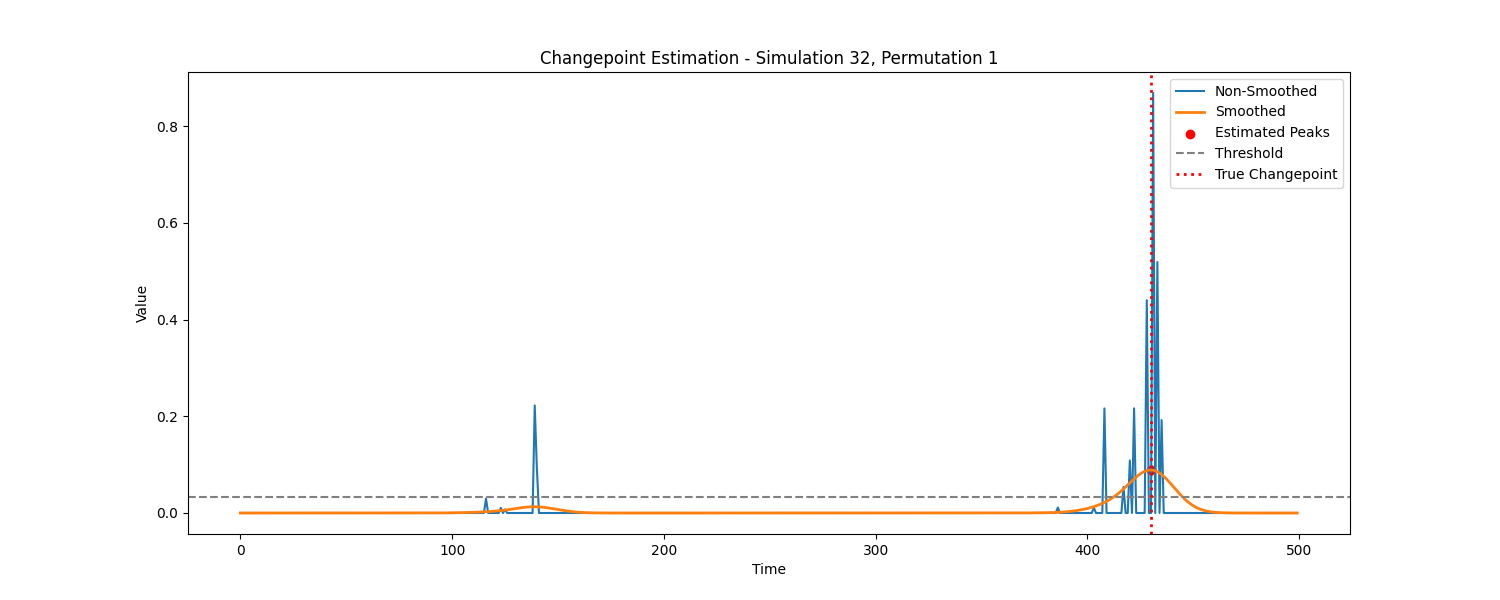 Changepoint Estimation - Simulation 32, Permutation 1
Non-Smoothed
Smoothed
Estimated Peaks
Threshold
True Changepoint
Value
0.8
0.6
0.4
0.2
0.0
0 100 200 300 400 500
Time